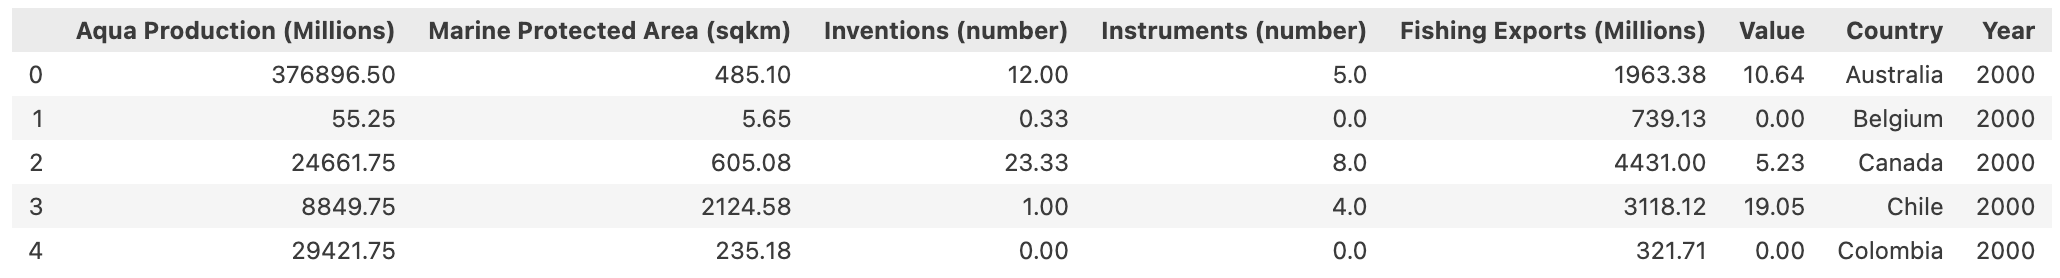 Aqua Production (Millions) Marine Protected Area (sqkm) Inventions (number) Instruments (number) Fishing Exports (Millions) Value Country Year
0 376896.50 485.10 12.00 5.0 1963.38 10.64 Australia 2000
1 55.25 5.65 0.33 0.0 739.13 0.00 Belgium 2000
2 24661.75 605.08 23.33 8.0 4431.00 5.23 Canada 2000
3 8849.75 2124.58 1.00 4.0 3118.12 19.05 Chile 2000
4 29421.75 235.18 0.00 0.0 321.71 0.00 Colombia 2000